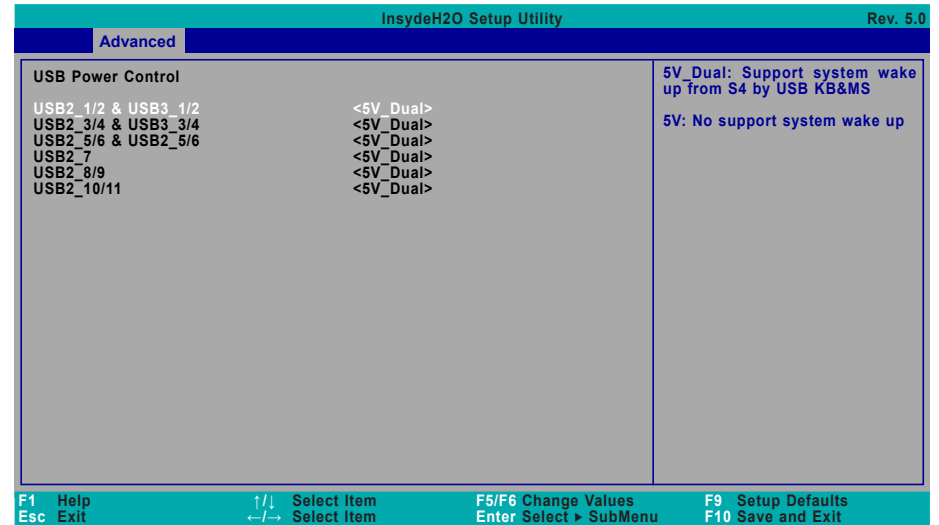 InsydeH2O Setup Utility Rev. 5.0
Advanced
USB Power Control
USB2_1/2 & USB3_1/2 <5V_Dual>
USB2_3/4 & USB3_3/4 <5V_Dual>
USB2_5/6 & USB2_5/6 <5V_Dual>
USB2_7 <5V_Dual>
USB2_8/9 <5V_Dual>
USB2_10/11 <5V_Dual>
5V_Dual: Support system wake
up from S4 by USB KB&MS
5V: No support system wake up
F1 Help ↑/↓ Select Item F5/F6 Change Values F9 Setup Defaults
Esc Exit ←/→ Select Item Enter Select ▸ SubMenu F10 Save and Exit